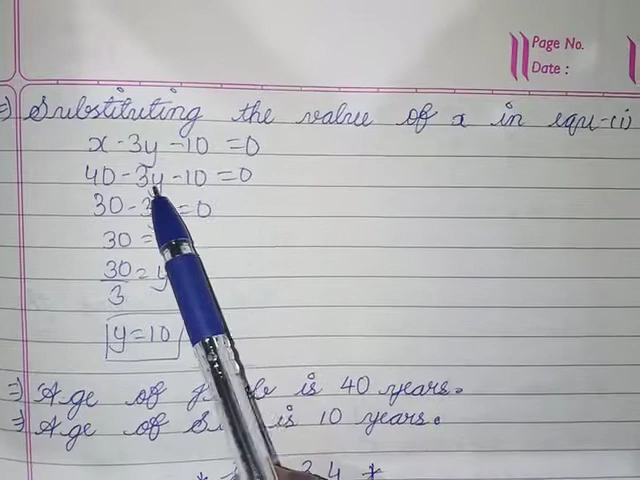 Page No.
Date :
⇒ Substituting the value of x in equ-(i)
x - 3y - 10 = 0
40 - 3y - 10 = 0
30 - 3 = 0
30 =
30/3 = y
y = 10
⇒ Age of is 40 years.
⇒ Age of is 10 years.